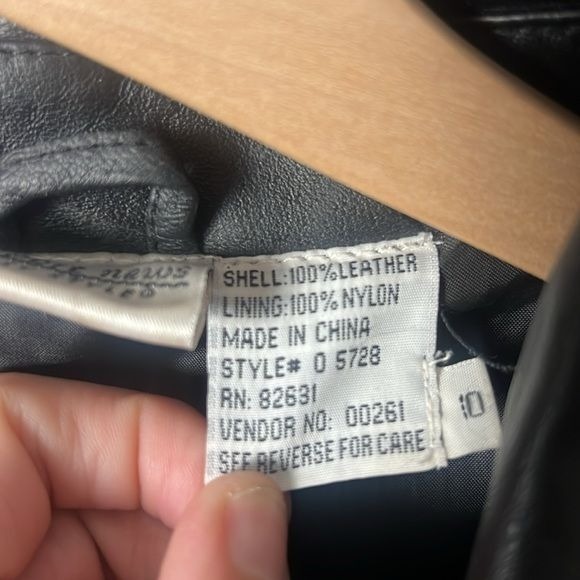 news
SHELL:100%LEATHER
LINING:100%NYLON
MADE IN CHINA
STYLE# 0 5728
RN: 82631
VENDOR NO: 00261
SEE REVERSE FOR CARE
10